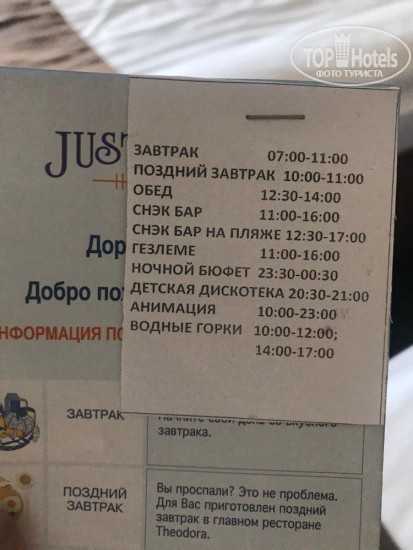 TOP Hotels
ФОТО ТУРИСТА
JUS
ЗАВТРАК 07:00-11:00
ПОЗДНИЙ ЗАВТРАК 10:00-11:00
ОБЕД 12:30-14:00
СНЭК БАР 11:00-16:00
СНЭК БАР НА ПЛЯЖЕ 12:30-17:00
ГЕЗЛЕМЕ 11:00-16:00
НОЧНОЙ БЮФЕТ 23:30-00:30
ДЕТСКАЯ ДИСКОТЕКА 20:30-21:00
АНИМАЦИЯ 10:00-23:00
ВОДНЫЕ ГОРКИ 10:00-12:00;
14:00-17:00
Дор
Добро по
НФОРМАЦИЯ ПО
ЗАВТРАК
завтрака.
ПОЗДНИЙ
ЗАВТРАК
Вы проспали? Это не проблема.
Для Вас приготовлен поздний
завтрак в главном ресторане
Theodora.